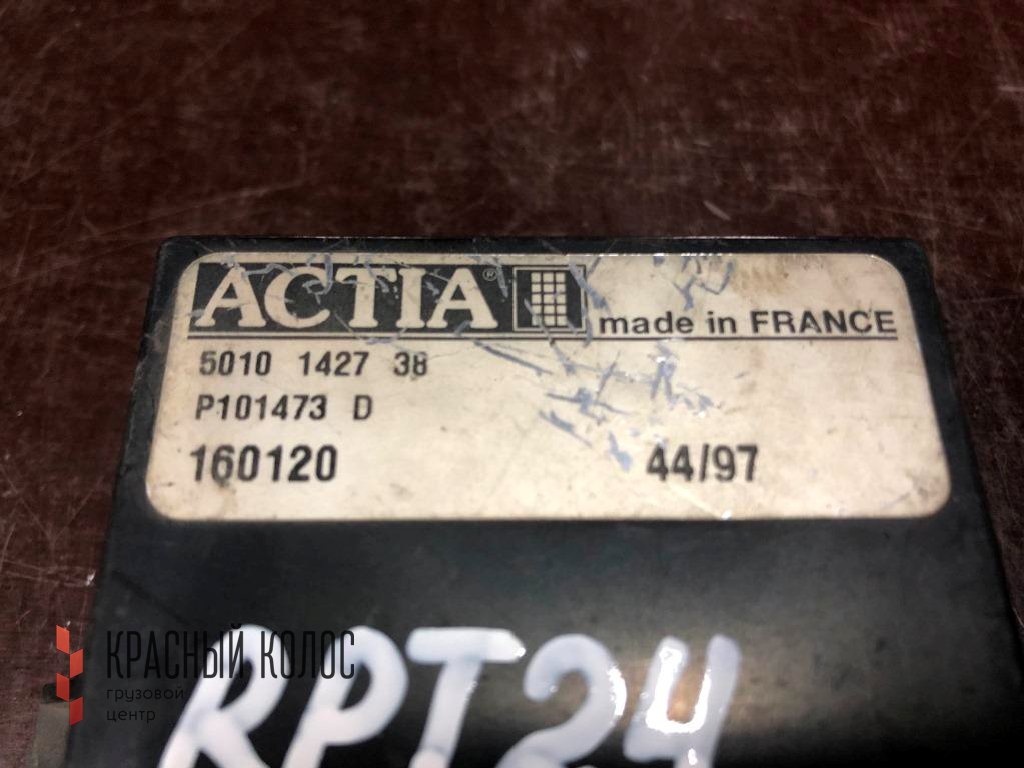 ACTIA® made in FRANCE
5010 1427 38
P101473 D
160120 44/97
КРАСНЫЙ КОЛОС
грузовой
центр
RPT24